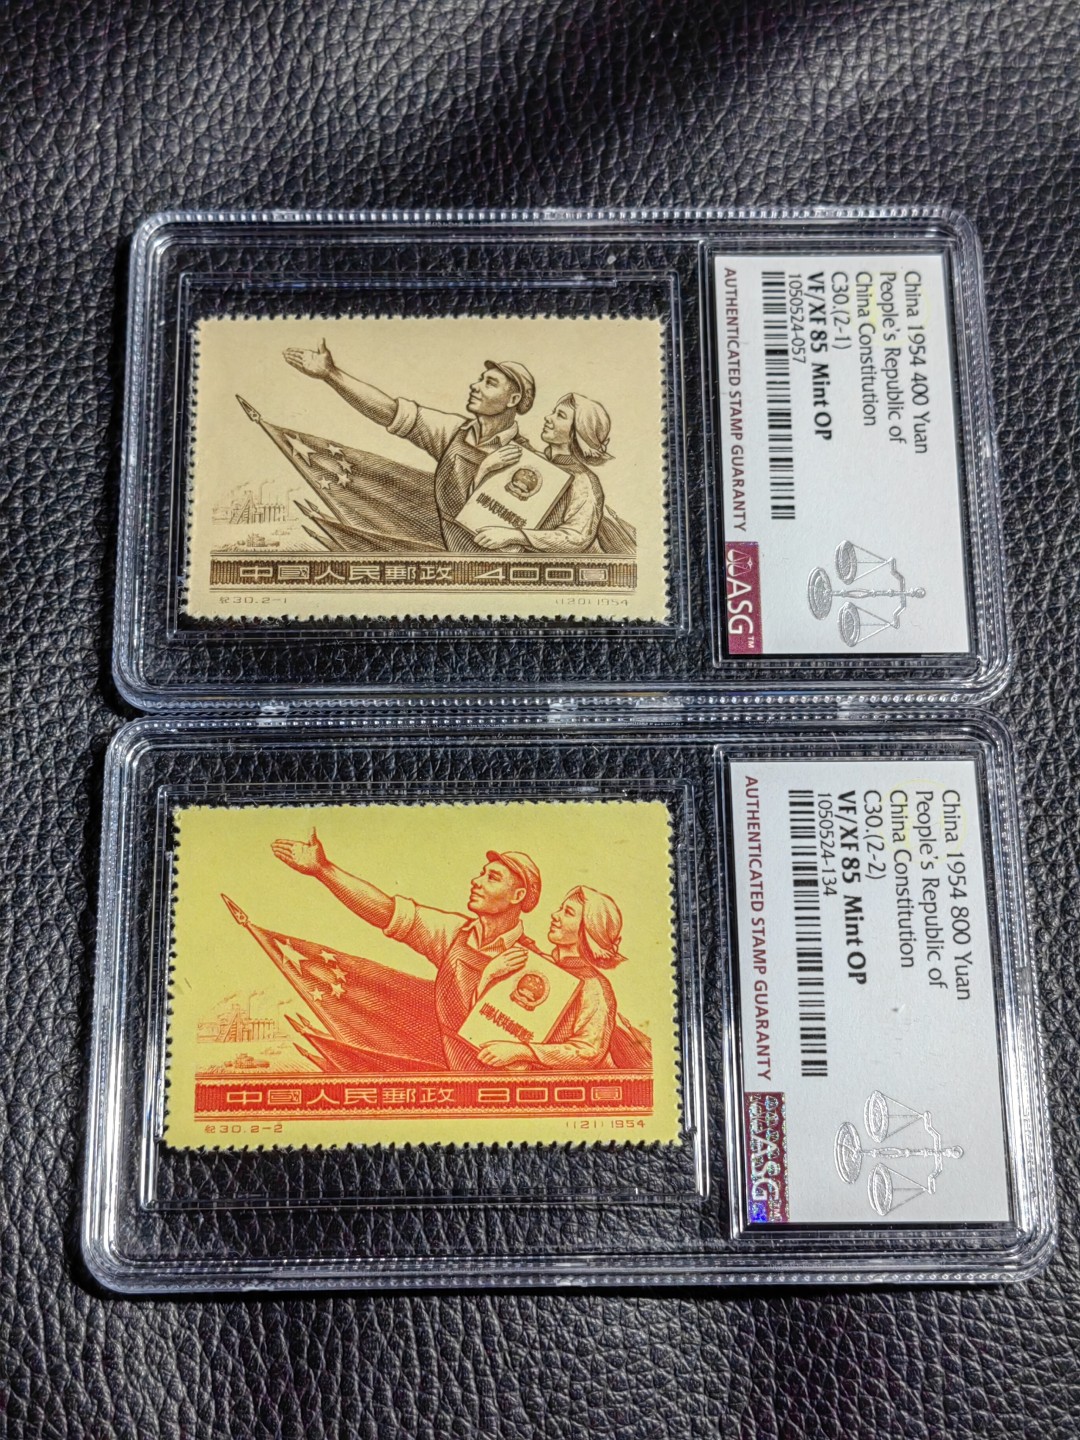 中國人民郵政 400圓
紀30.2-1
(120)1954
China 1954 400 Yuan
People's Republic of
China Constitution
C30.(2-1)
VF/XF 85 Mint OP
1050524-057
AUTHENTICATED STAMP GUARANTY
ASG™
中國人民郵政 800圓
紀30.2-2
(121)1954
China 1954 800 Yuan
People's Republic of
China Constitution
C30.(2-2)
VF/XF 85 Mint OP
1050524-134
AUTHENTICATED STAMP GUARANTY
ASG™